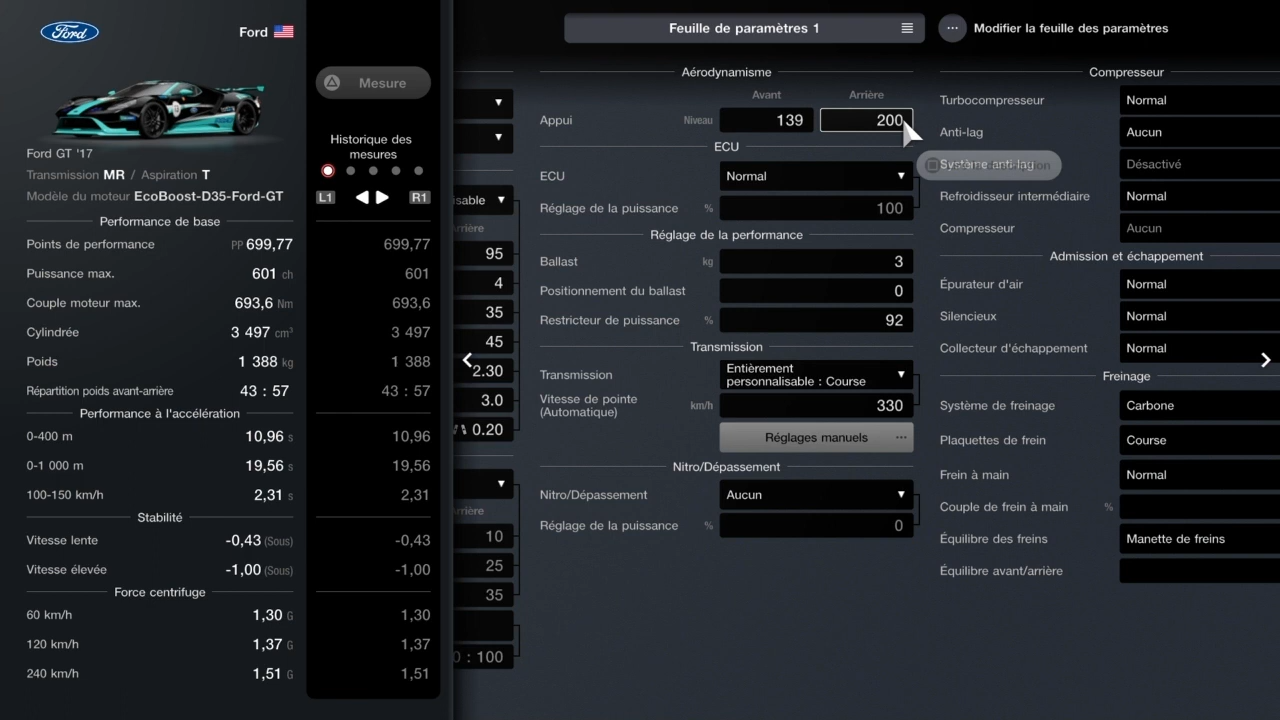 Ford
Ford
Ford GT '17
Transmission MR / Aspiration T
Modèle du moteur EcoBoost-D35-Ford-GT
Performance de base
Points de performance PP 699,77
Puissance max. 601 ch
Couple moteur max. 693,6 Nm
Cylindrée 3 497 cm³
Poids 1 388 kg
Répartition poids avant-arrière 43 : 57
Performance à l'accélération
0-400 m 10,96 s
0-1 000 m 19,56 s
100-150 km/h 2,31 s
Stabilité
Vitesse lente -0,43 (Sous)
Vitesse élevée -1,00 (Sous)
Force centrifuge
60 km/h 1,30 G
120 km/h 1,37 G
240 km/h 1,51 G
Mesure
Historique des
mesures
L1 R1
699,77
601
693,6
3 497
1 388
43 : 57
10,96
19,56
2,31
-0,43
-1,00
1,30
1,37
1,51
95
4
35
45
2.30
3.0
0.20
10
25
35
0 : 100
Feuille de paramètres 1
Modifier la feuille des paramètres
Aérodynamisme
Avant Arrière
Appui Niveau 139 200
ECU
ECU Normal
Réglage de la puissance % 100
Réglage de la performance
Ballast kg 3
Positionnement du ballast 0
Restricteur de puissance % 92
Transmission
Transmission Entièrement
personnalisable : Course
Vitesse de pointe
(Automatique) km/h 330
Réglages manuels
Nitro/Dépassement
Nitro/Dépassement Aucun
Réglage de la puissance % 0
Compresseur
Turbocompresseur Normal
Anti-lag Aucun
Système anti-lag Désactivé
Refroidisseur intermédiaire Normal
Compresseur Aucun
Admission et échappement
Épurateur d'air Normal
Silencieux Normal
Collecteur d'échappement Normal
Freinage
Système de freinage Carbone
Plaquettes de frein Course
Frein à main Normal
Couple de frein à main %
Équilibre des freins Manette de freins
Équilibre avant/arrière